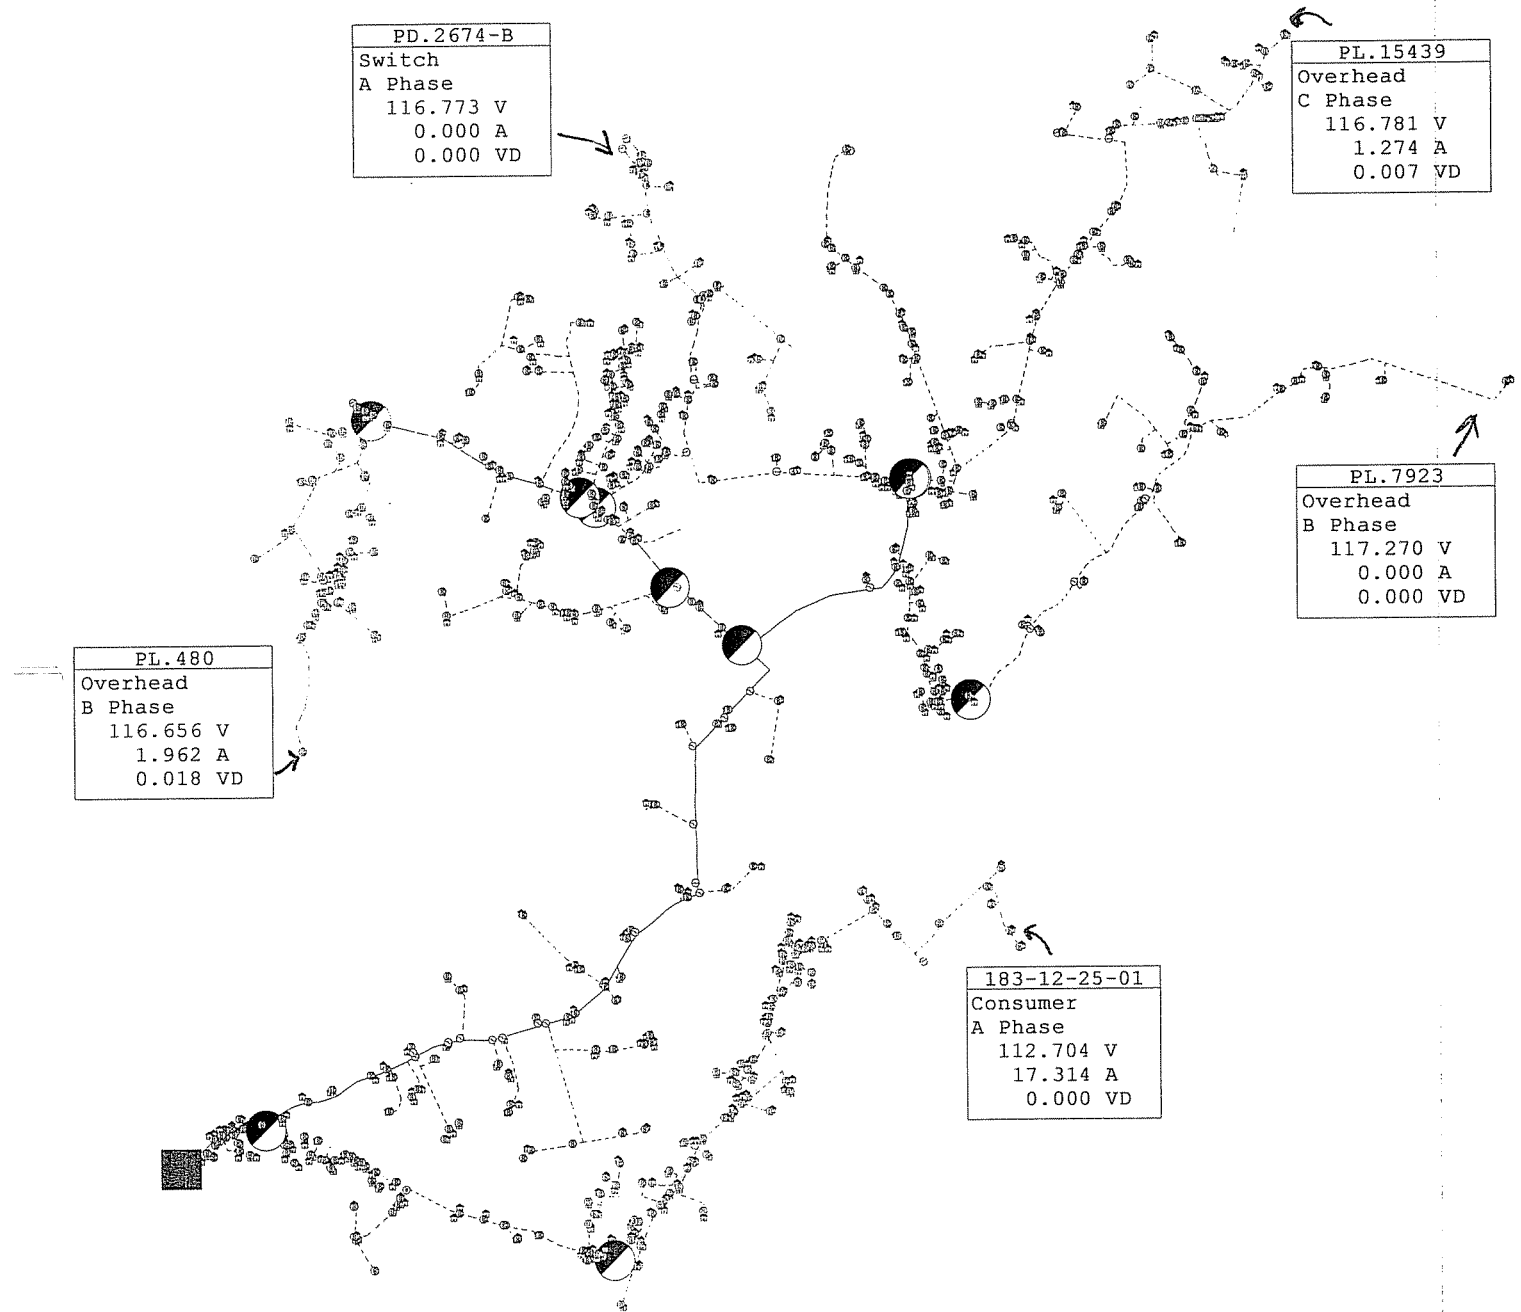 PD.2674-B
Switch
A Phase
116.773 V
0.000 A
0.000 VD
PL.15439
Overhead
C Phase
116.781 V
1.274 A
0.007 VD
PL.7923
Overhead
B Phase
117.270 V
0.000 A
0.000 VD
PL.480
Overhead
B Phase
116.656 V
1.962 A
0.018 VD
183-12-25-01
Consumer
A Phase
112.704 V
17.314 A
0.000 VD